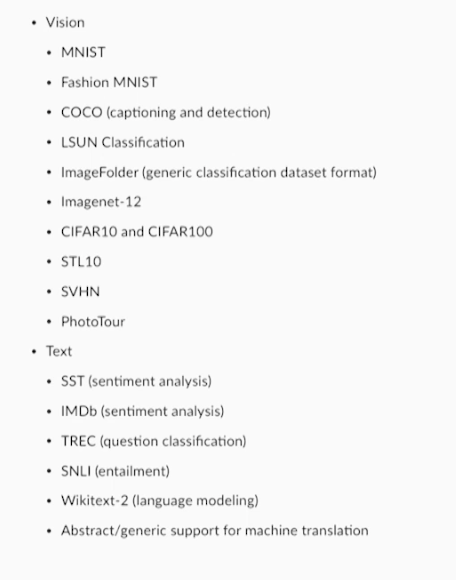 • Vision
• MNIST
• Fashion MNIST
• COCO (captioning and detection)
• LSUN Classification
• ImageFolder (generic classification dataset format)
• Imagenet-12
• CIFAR10 and CIFAR100
• STL10
• SVHN
• PhotoTour
• Text
• SST (sentiment analysis)
• IMDb (sentiment analysis)
• TREC (question classification)
• SNLI (entailment)
• Wikitext-2 (language modeling)
• Abstract/generic support for machine translation